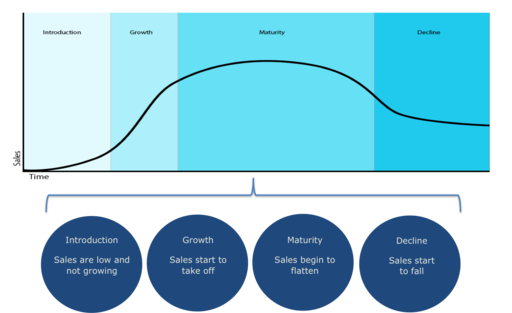 Introduction
Growth
Maturity
Decline
Sales
Time
Introduction
Sales are low and
not growing
Growth
Sales start to
take off
Maturity
Sales begin to
flatten
Decline
Sales start
to fall